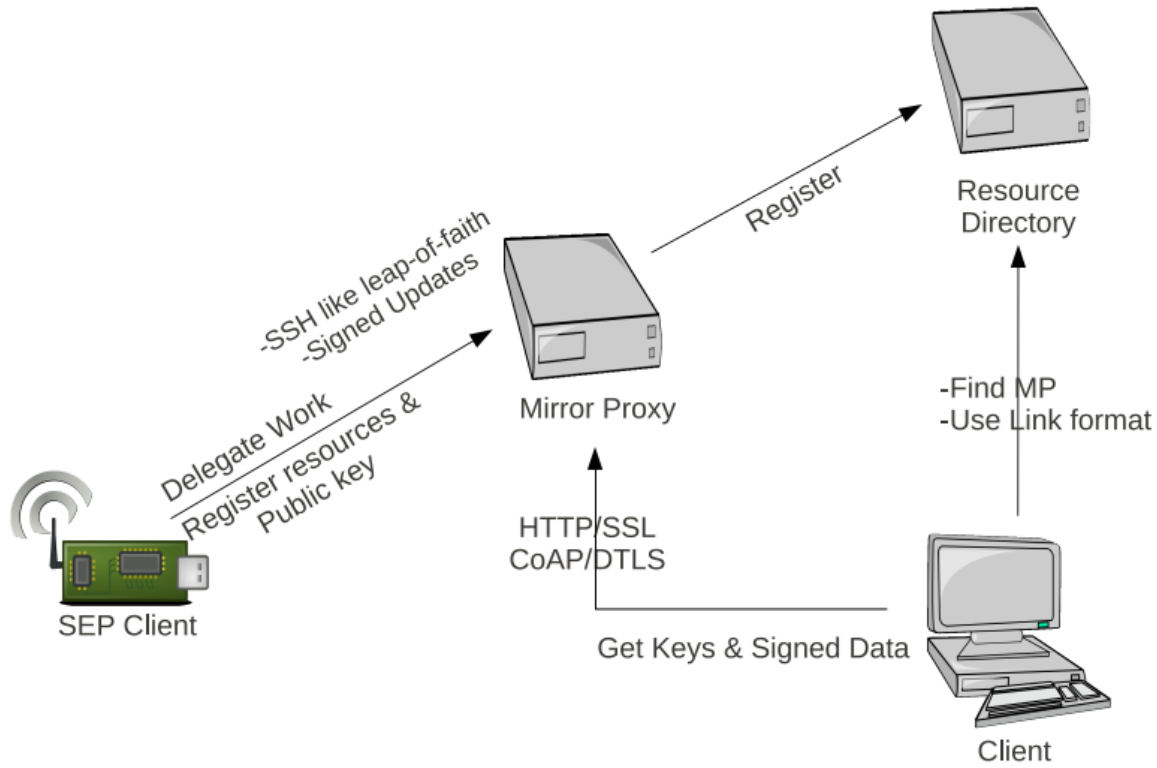 Resource
Directory
Register
-SSH like leap-of-faith
-Signed Updates
Mirror Proxy
Delegate Work
Register resources &
Public key
SEP Client
-Find MP
-Use Link format
HTTP/SSL
CoAP/DTLS
Get Keys & Signed Data
Client